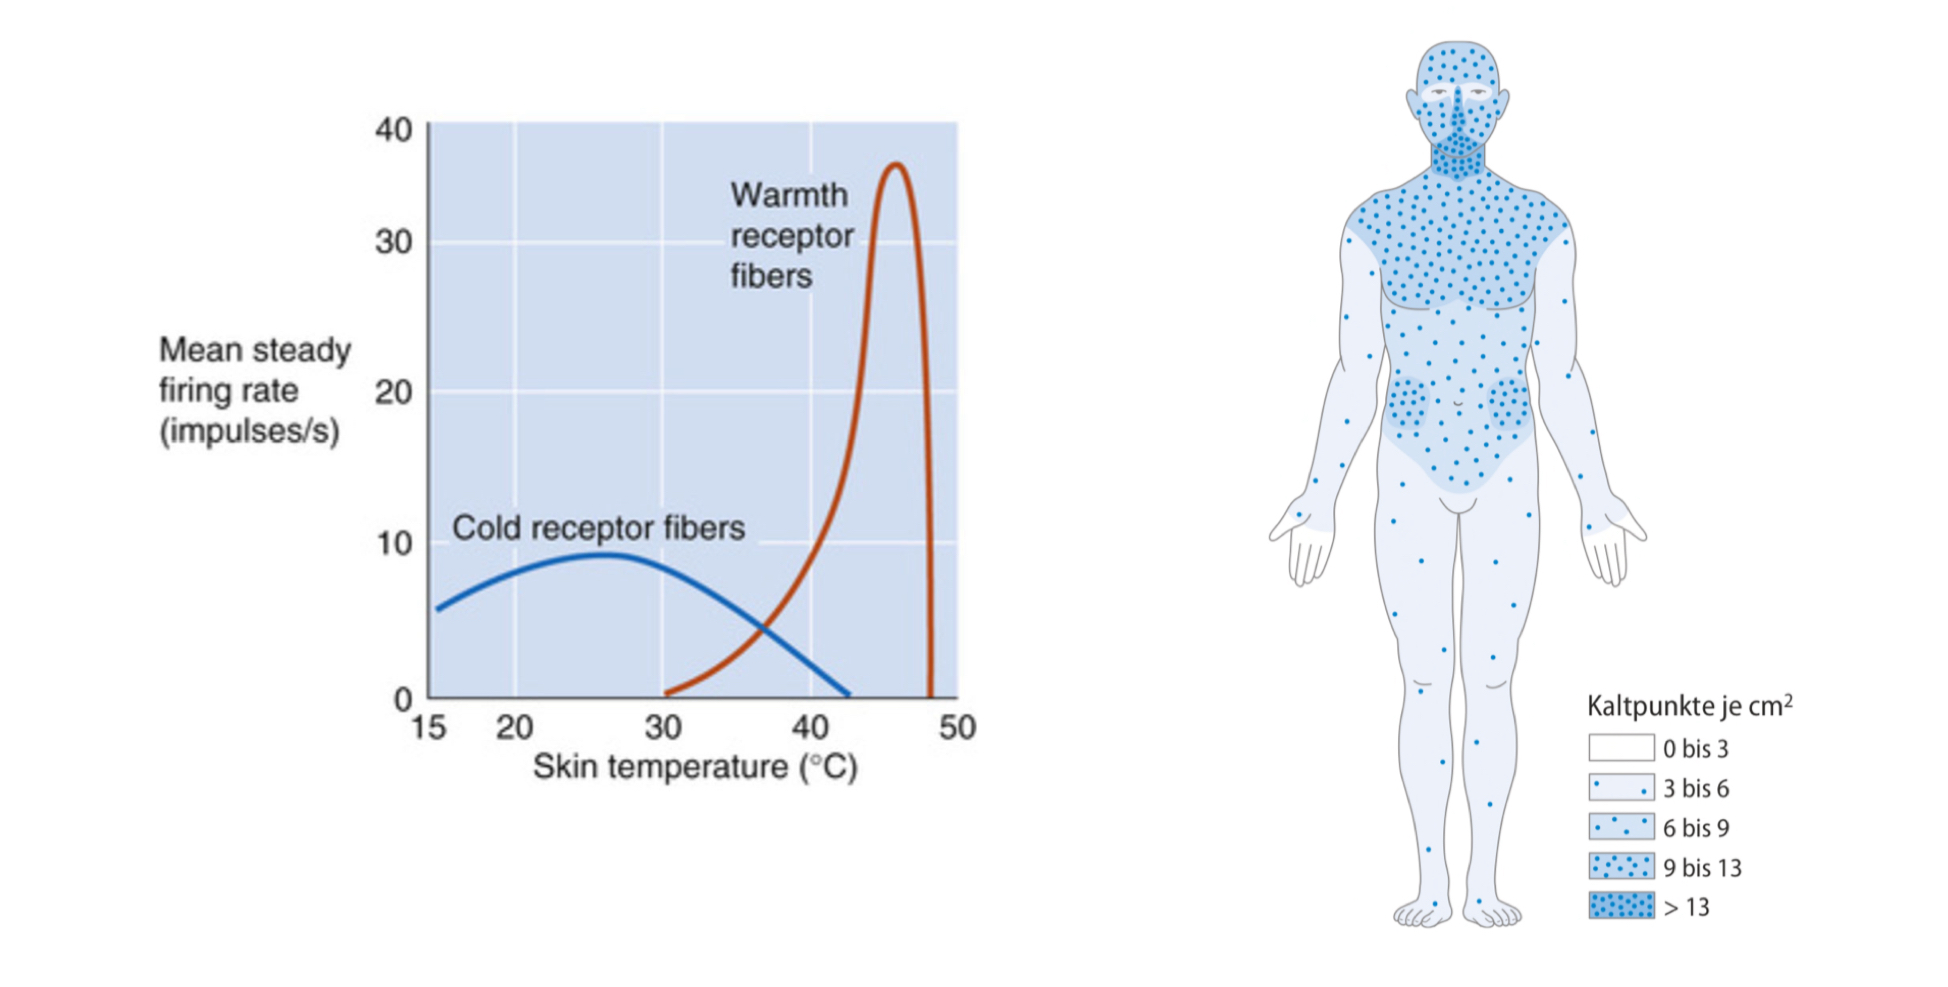 40
30
20
10
0
Mean steady
firing rate
(impulses/s)
Warmth
receptor
fibers
Cold receptor fibers
15 20 30 40 50
Skin temperature (°C)
Kaltpunkte je cm²
0 bis 3
3 bis 6
6 bis 9
9 bis 13
> 13